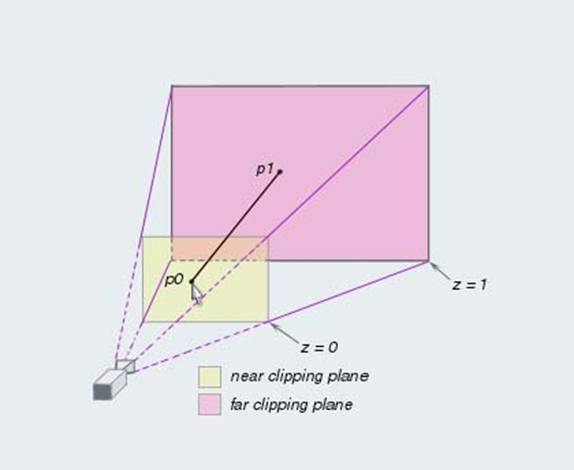 p1
p0
z = 1
z = 0
near clipping plane
far clipping plane